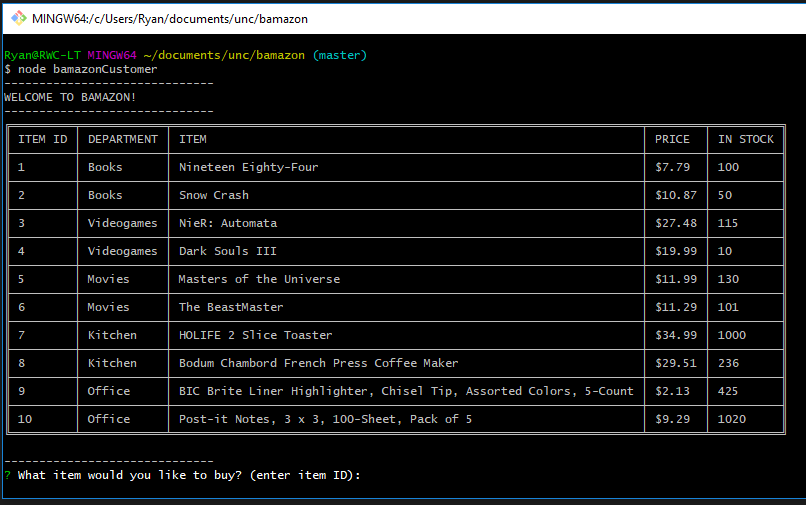 MINGW64:/c/Users/Ryan/documents/unc/bamazon
Ryan@RWC-LT MINGW64 ~/documents/unc/bamazon (master)
$ node bamazonCustomer
------------------------------
WELCOME TO BAMAZON!
------------------------------
ITEM ID DEPARTMENT ITEM PRICE IN STOCK
1 Books Nineteen Eighty-Four $7.79 100
2 Books Snow Crash $10.87 50
3 Videogames NieR: Automata $27.48 115
4 Videogames Dark Souls III $19.99 10
5 Movies Masters of the Universe $11.99 130
6 Movies The BeastMaster $11.29 101
7 Kitchen HOLIFE 2 Slice Toaster $34.99 1000
8 Kitchen Bodum Chambord French Press Coffee Maker $29.51 236
9 Office BIC Brite Liner Highlighter, Chisel Tip, Assorted Colors, 5-Count $2.13 425
10 Office Post-it Notes, 3 x 3, 100-Sheet, Pack of 5 $9.29 1020
------------------------------
? What item would you like to buy? (enter item ID):